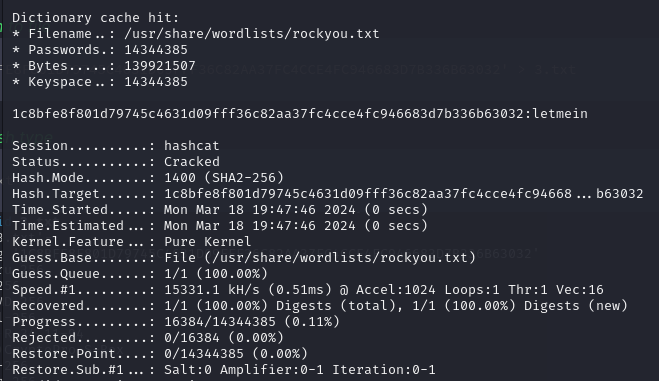 Dictionary cache hit:
* Filename..: /usr/share/wordlists/rockyou.txt
* Passwords.: 14344385
* Bytes.....: 139921507
* Keyspace..: 14344385
1c8bfe8f801d79745c4631d09fff36c82aa37fc4cce4fc946683d7b336b63032:letmein
Session..........: hashcat
Status...........: Cracked
Hash.Mode........: 1400 (SHA2-256)
Hash.Target......: 1c8bfe8f801d79745c4631d09fff36c82aa37fc4cce4fc94668...b63032
Time.Started.....: Mon Mar 18 19:47:46 2024 (0 secs)
Time.Estimated...: Mon Mar 18 19:47:46 2024 (0 secs)
Kernel.Feature...: Pure Kernel
Guess.Base.......: File (/usr/share/wordlists/rockyou.txt)
Guess.Queue......: 1/1 (100.00%)
Speed.#1.........: 15331.1 kH/s (0.51ms) @ Accel:1024 Loops:1 Thr:1 Vec:16
Recovered........: 1/1 (100.00%) Digests (total), 1/1 (100.00%) Digests (new)
Progress.........: 16384/14344385 (0.11%)
Rejected.........: 0/16384 (0.00%)
Restore.Point....: 0/14344385 (0.00%)
Restore.Sub.#1...: Salt:0 Amplifier:0-1 Iteration:0-1